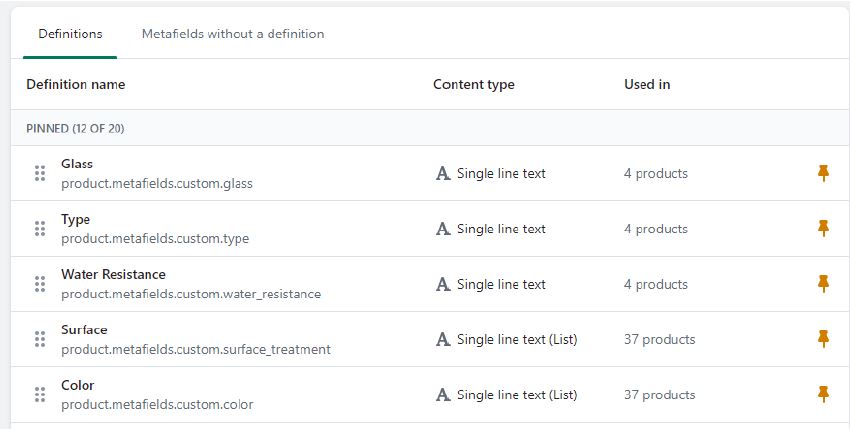 Definitions Metafields without a definition
Definition name Content type Used in
PINNED (12 OF 20)
Glass
product.metafields.custom.glass
A Single line text 4 products
Type
product.metafields.custom.type
A Single line text 4 products
Water Resistance
product.metafields.custom.water_resistance
A Single line text 4 products
Surface
product.metafields.custom.surface_treatment
A Single line text (List) 37 products
Color
product.metafields.custom.color
A Single line text (List) 37 products